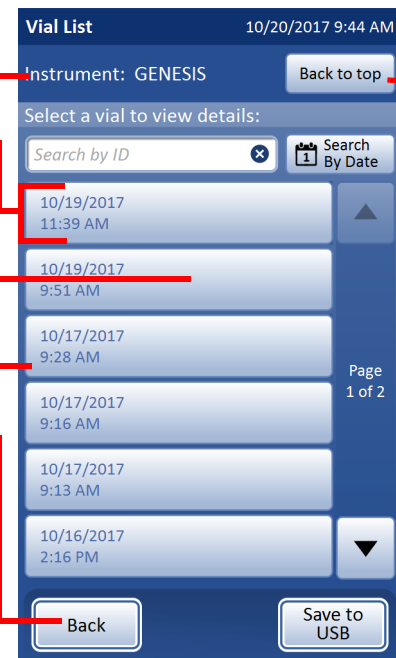 Vial List 10/20/2017 9:44 AM
Instrument: GENESIS Back to top
Select a vial to view details:
Search by ID 1 Search
By Date
10/19/2017
11:39 AM
10/19/2017
9:51 AM
10/17/2017
9:28 AM
Page
1 of 2
10/17/2017
9:16 AM
10/17/2017
9:13 AM
10/16/2017
2:16 PM
Back
Save to
USB